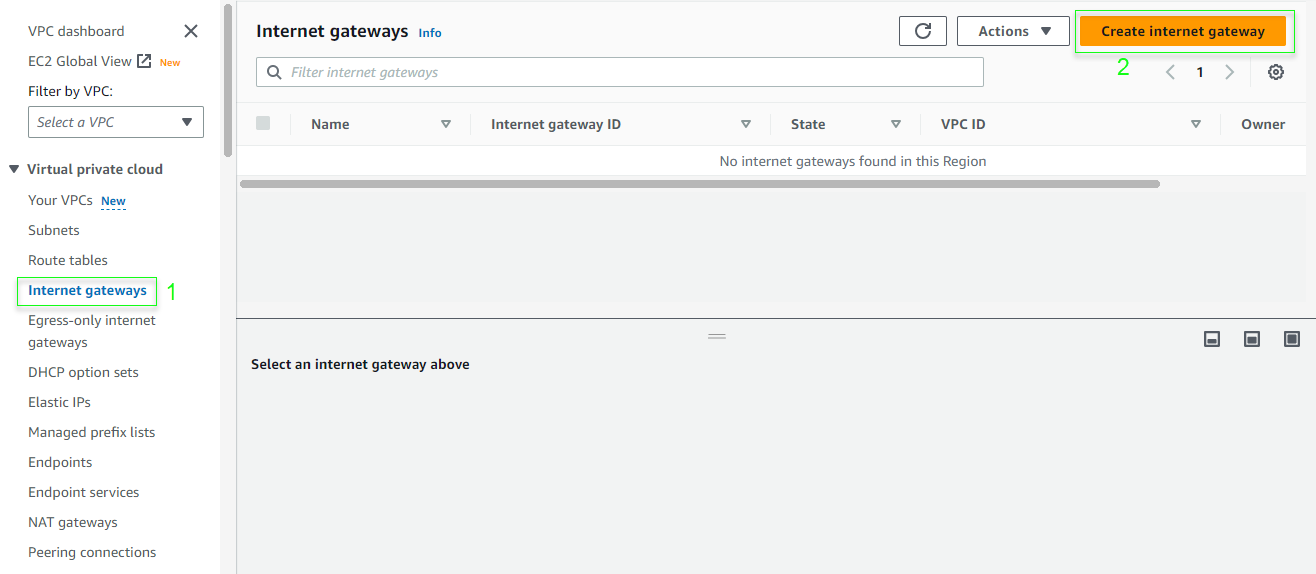 VPC dashboard
EC2 Global View New
Filter by VPC:
Select a VPC
Virtual private cloud
Your VPCs New
Subnets
Route tables
Internet gateways 1
Egress-only internet
gateways
DHCP option sets
Elastic IPs
Managed prefix lists
Endpoints
Endpoint services
NAT gateways
Peering connections
Internet gateways Info
Actions
Create internet gateway
2
Filter internet gateways
1
Name Internet gateway ID State VPC ID Owner
No internet gateways found in this Region
Select an internet gateway above